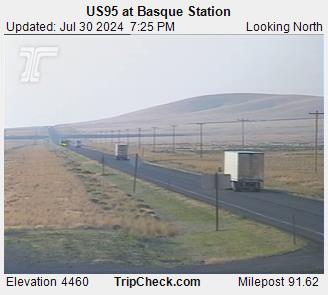 US95 at Basque Station
Updated: Jul 30 2024 7:25 PM Looking North
Elevation 4460 TripCheck.com Milepost 91.62